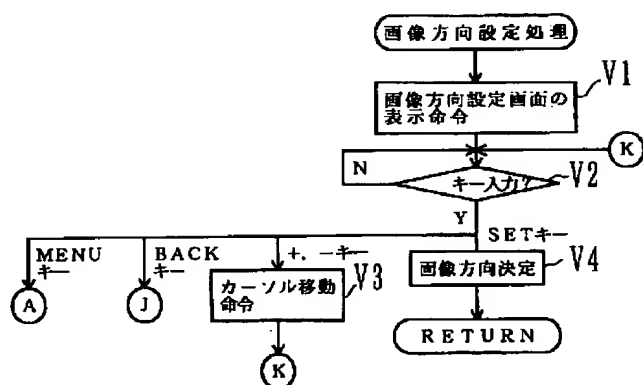 画像方向設定処理
V1
画像方向設定画面の
表示命令
K
N
キー入力?
V2
Y
SETキー
MENU
キー
BACK
キー
+, −キー
V3
V4
カーソル移動
命令
画像方向決定
A
J
K
RETURN